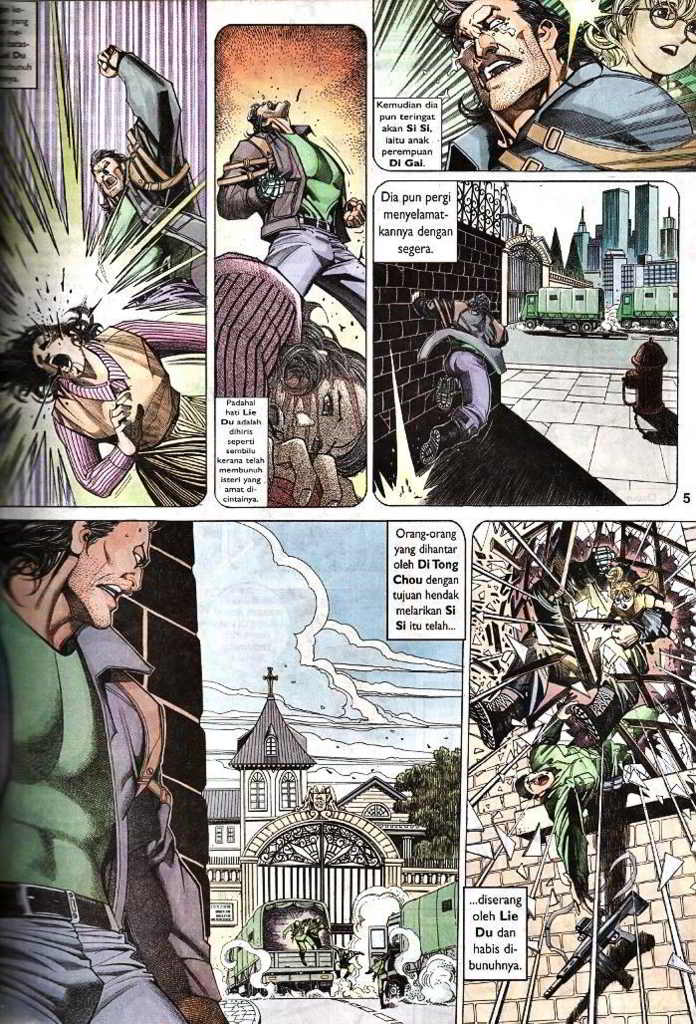 yang
bunuh
Padahal
hati Lie
Du adalah
dihiris
seperti
sembilu
kerana telah
membunuh
isteri yang
amat di-
cintainya.
Kemudian dia
pun teringat
akan Si Si,
iaitu anak
perempuan
Di Gai.
Dia pun pergi
menyelamat-
kannya dengan
segera.
5
Orang-orang
yang dihantar
oleh Di Tong
Chou dengan
tujuan hendak
melarikan Si
Si itu telah...
...diserang
oleh Lie
Du dan
habis di-
bunuhnya.